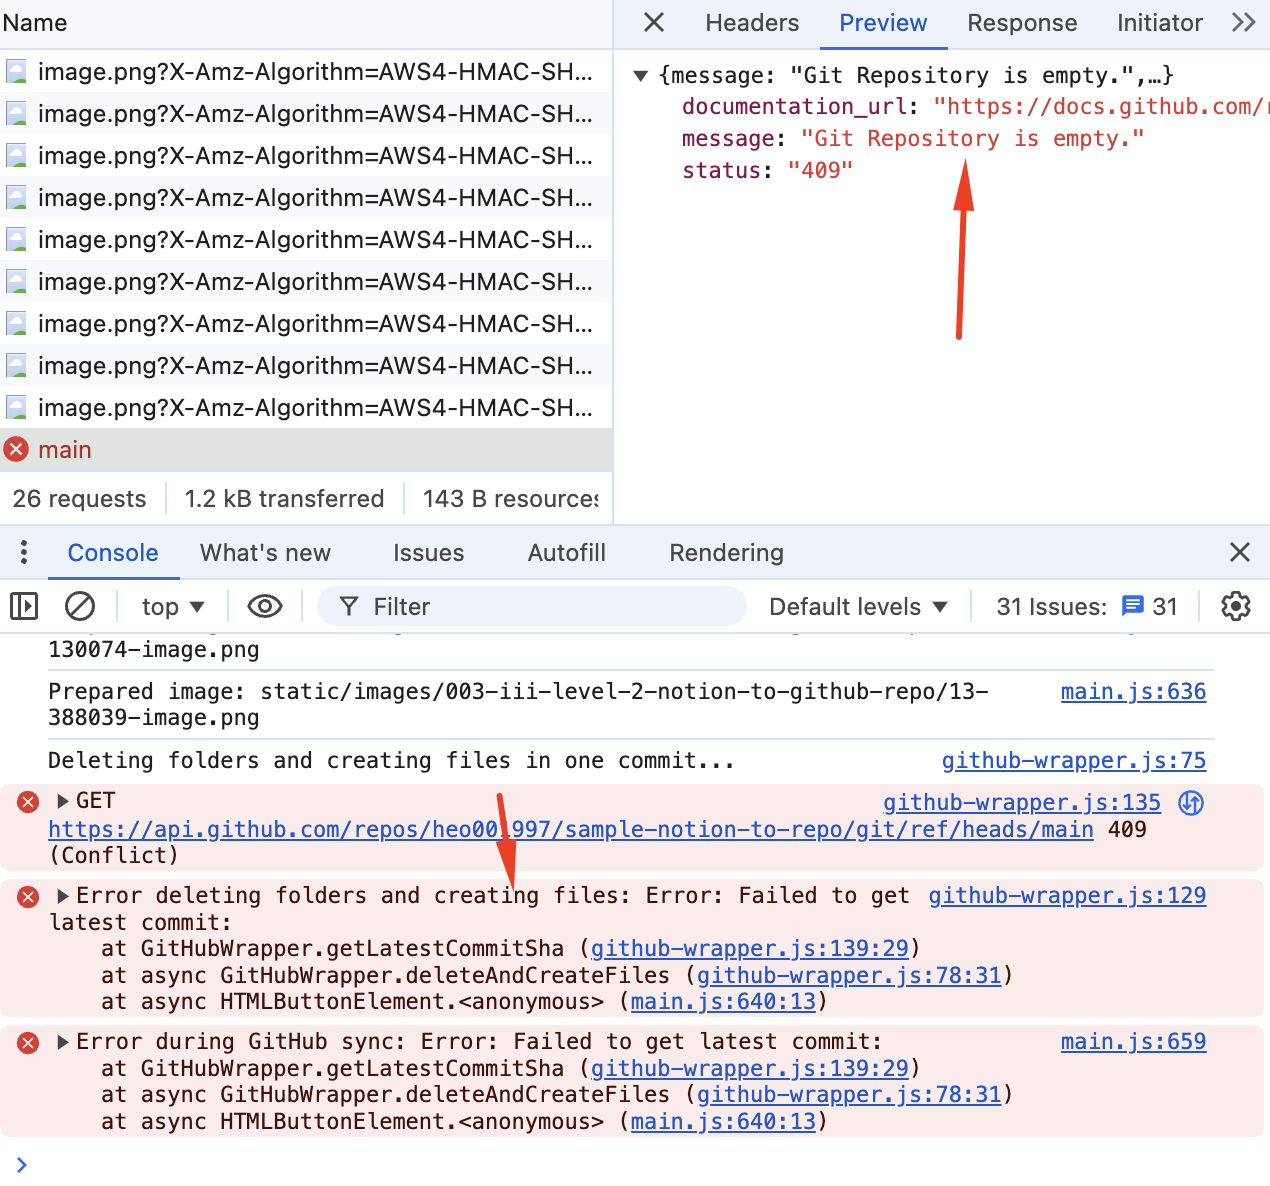 Name
Headers Preview Response Initiator
image.png?X-Amz-Algorithm=AWS4-HMAC-SH...
image.png?X-Amz-Algorithm=AWS4-HMAC-SH...
image.png?X-Amz-Algorithm=AWS4-HMAC-SH...
image.png?X-Amz-Algorithm=AWS4-HMAC-SH...
image.png?X-Amz-Algorithm=AWS4-HMAC-SH...
image.png?X-Amz-Algorithm=AWS4-HMAC-SH...
image.png?X-Amz-Algorithm=AWS4-HMAC-SH...
image.png?X-Amz-Algorithm=AWS4-HMAC-SH...
image.png?X-Amz-Algorithm=AWS4-HMAC-SH...
main
26 requests 1.2 kB transferred 143 B resources
{message: "Git Repository is empty.",…}
documentation_url: "https://docs.github.com/
message: "Git Repository is empty."
status: "409"
Console What's new Issues Autofill Rendering
top Filter Default levels 31 Issues: 31
130074-image.png
Prepared image: static/images/003-iii-level-2-notion-to-github-repo/13- main.js:636
388039-image.png
Deleting folders and creating files in one commit... github-wrapper.js:75
GET github-wrapper.js:135
https://api.github.com/repos/heo001997/sample-notion-to-repo/git/ref/heads/main 409
(Conflict)
Error deleting folders and creating files: Error: Failed to get github-wrapper.js:129
latest commit:
at GitHubWrapper.getLatestCommitSha (github-wrapper.js:139:29)
at async GitHubWrapper.deleteAndCreateFiles (github-wrapper.js:78:31)
at async HTMLButtonElement.<anonymous> (main.js:640:13)
Error during GitHub sync: Error: Failed to get latest commit: main.js:659
at GitHubWrapper.getLatestCommitSha (github-wrapper.js:139:29)
at async GitHubWrapper.deleteAndCreateFiles (github-wrapper.js:78:31)
at async HTMLButtonElement.<anonymous> (main.js:640:13)